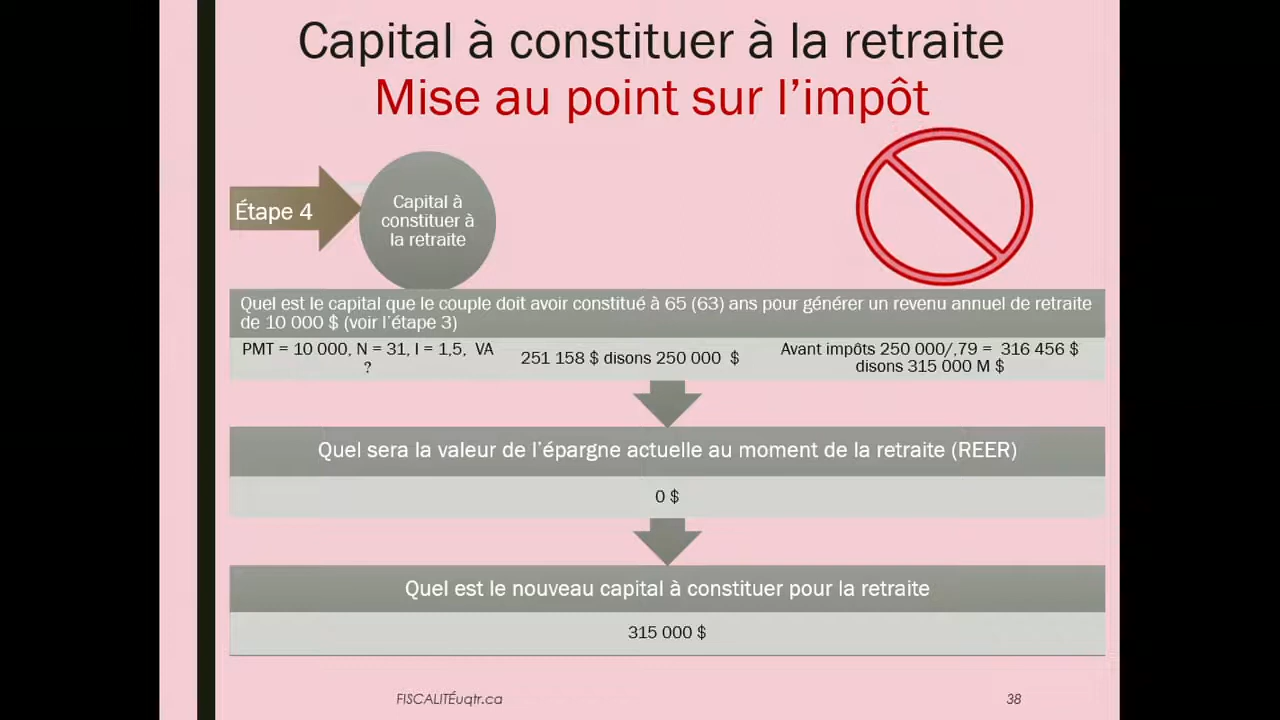 Capital à constituer à la retraite
Mise au point sur l’impôt
Étape 4
Capital à
constituer à
la retraite
Quel est le capital que le couple doit avoir constitué à 65 (63) ans pour générer un revenu annuel de retraite
de 10 000 $ (voir l’étape 3)
PMT = 10 000, N = 31, I = 1,5, VA
?
251 158 $ disons 250 000 $
Avant impôts 250 000/,79 = 316 456 $
disons 315 000 M $
Quel sera la valeur de l’épargne actuelle au moment de la retraite (REER)
0 $
Quel est le nouveau capital à constituer pour la retraite
315 000 $
FISCALITÉuqtr.ca
38